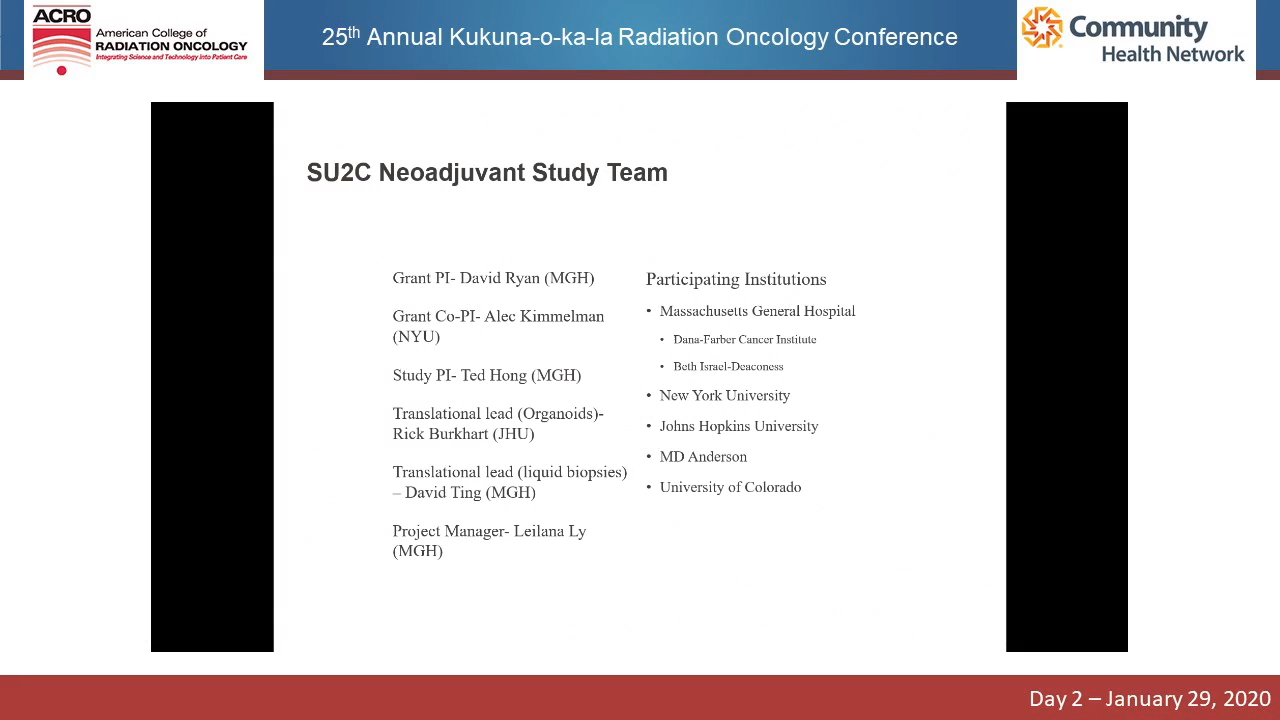 ACRO
American College of
RADIATION ONCOLOGY
Integrating Science and Technology Into Patient Care
25th Annual Kukuna-o-ka-la Radiation Oncology Conference
Community
Health Network
SU2C Neoadjuvant Study Team
Grant PI- David Ryan (MGH)
Grant Co-PI- Alec Kimmelman
(NYU)
Study PI- Ted Hong (MGH)
Translational lead (Organoids)-
Rick Burkhart (JHU)
Translational lead (liquid biopsies)
– David Ting (MGH)
Project Manager- Leilana Ly
(MGH)
Participating Institutions
• Massachusetts General Hospital
• Dana-Farber Cancer Institute
• Beth Israel-Deaconess
• New York University
• Johns Hopkins University
• MD Anderson
• University of Colorado
Day 2 – January 29, 2020